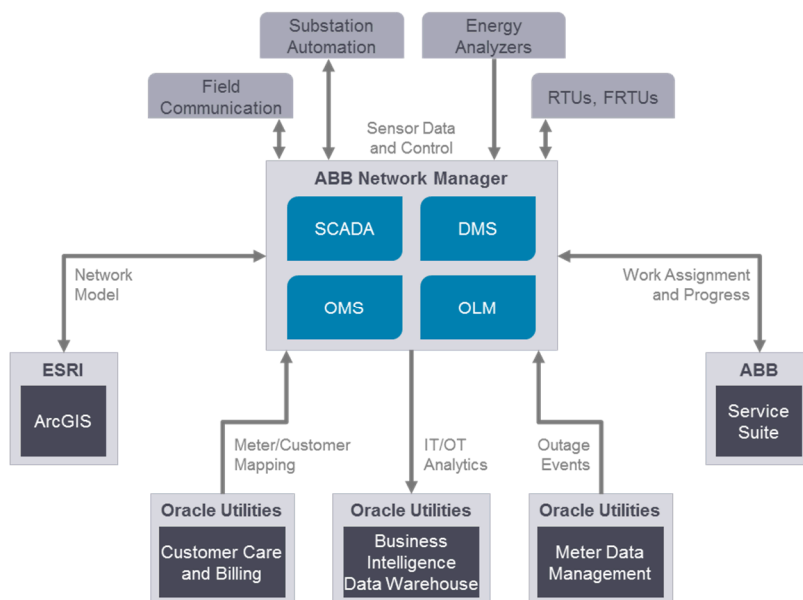 Substation
Automation
Energy
Analyzers
Field
Communication
RTUs, FRTUs
Sensor Data
and Control
ABB Network Manager
SCADA
DMS
OMS
OLM
Network
Model
Work Assignment
and Progress
ESRI
ArcGIS
ABB
Service
Suite
Meter/Customer
Mapping
IT/OT
Analytics
Outage
Events
Oracle Utilities
Customer Care
and Billing
Oracle Utilities
Business
Intelligence
Data Warehouse
Oracle Utilities
Meter Data
Management